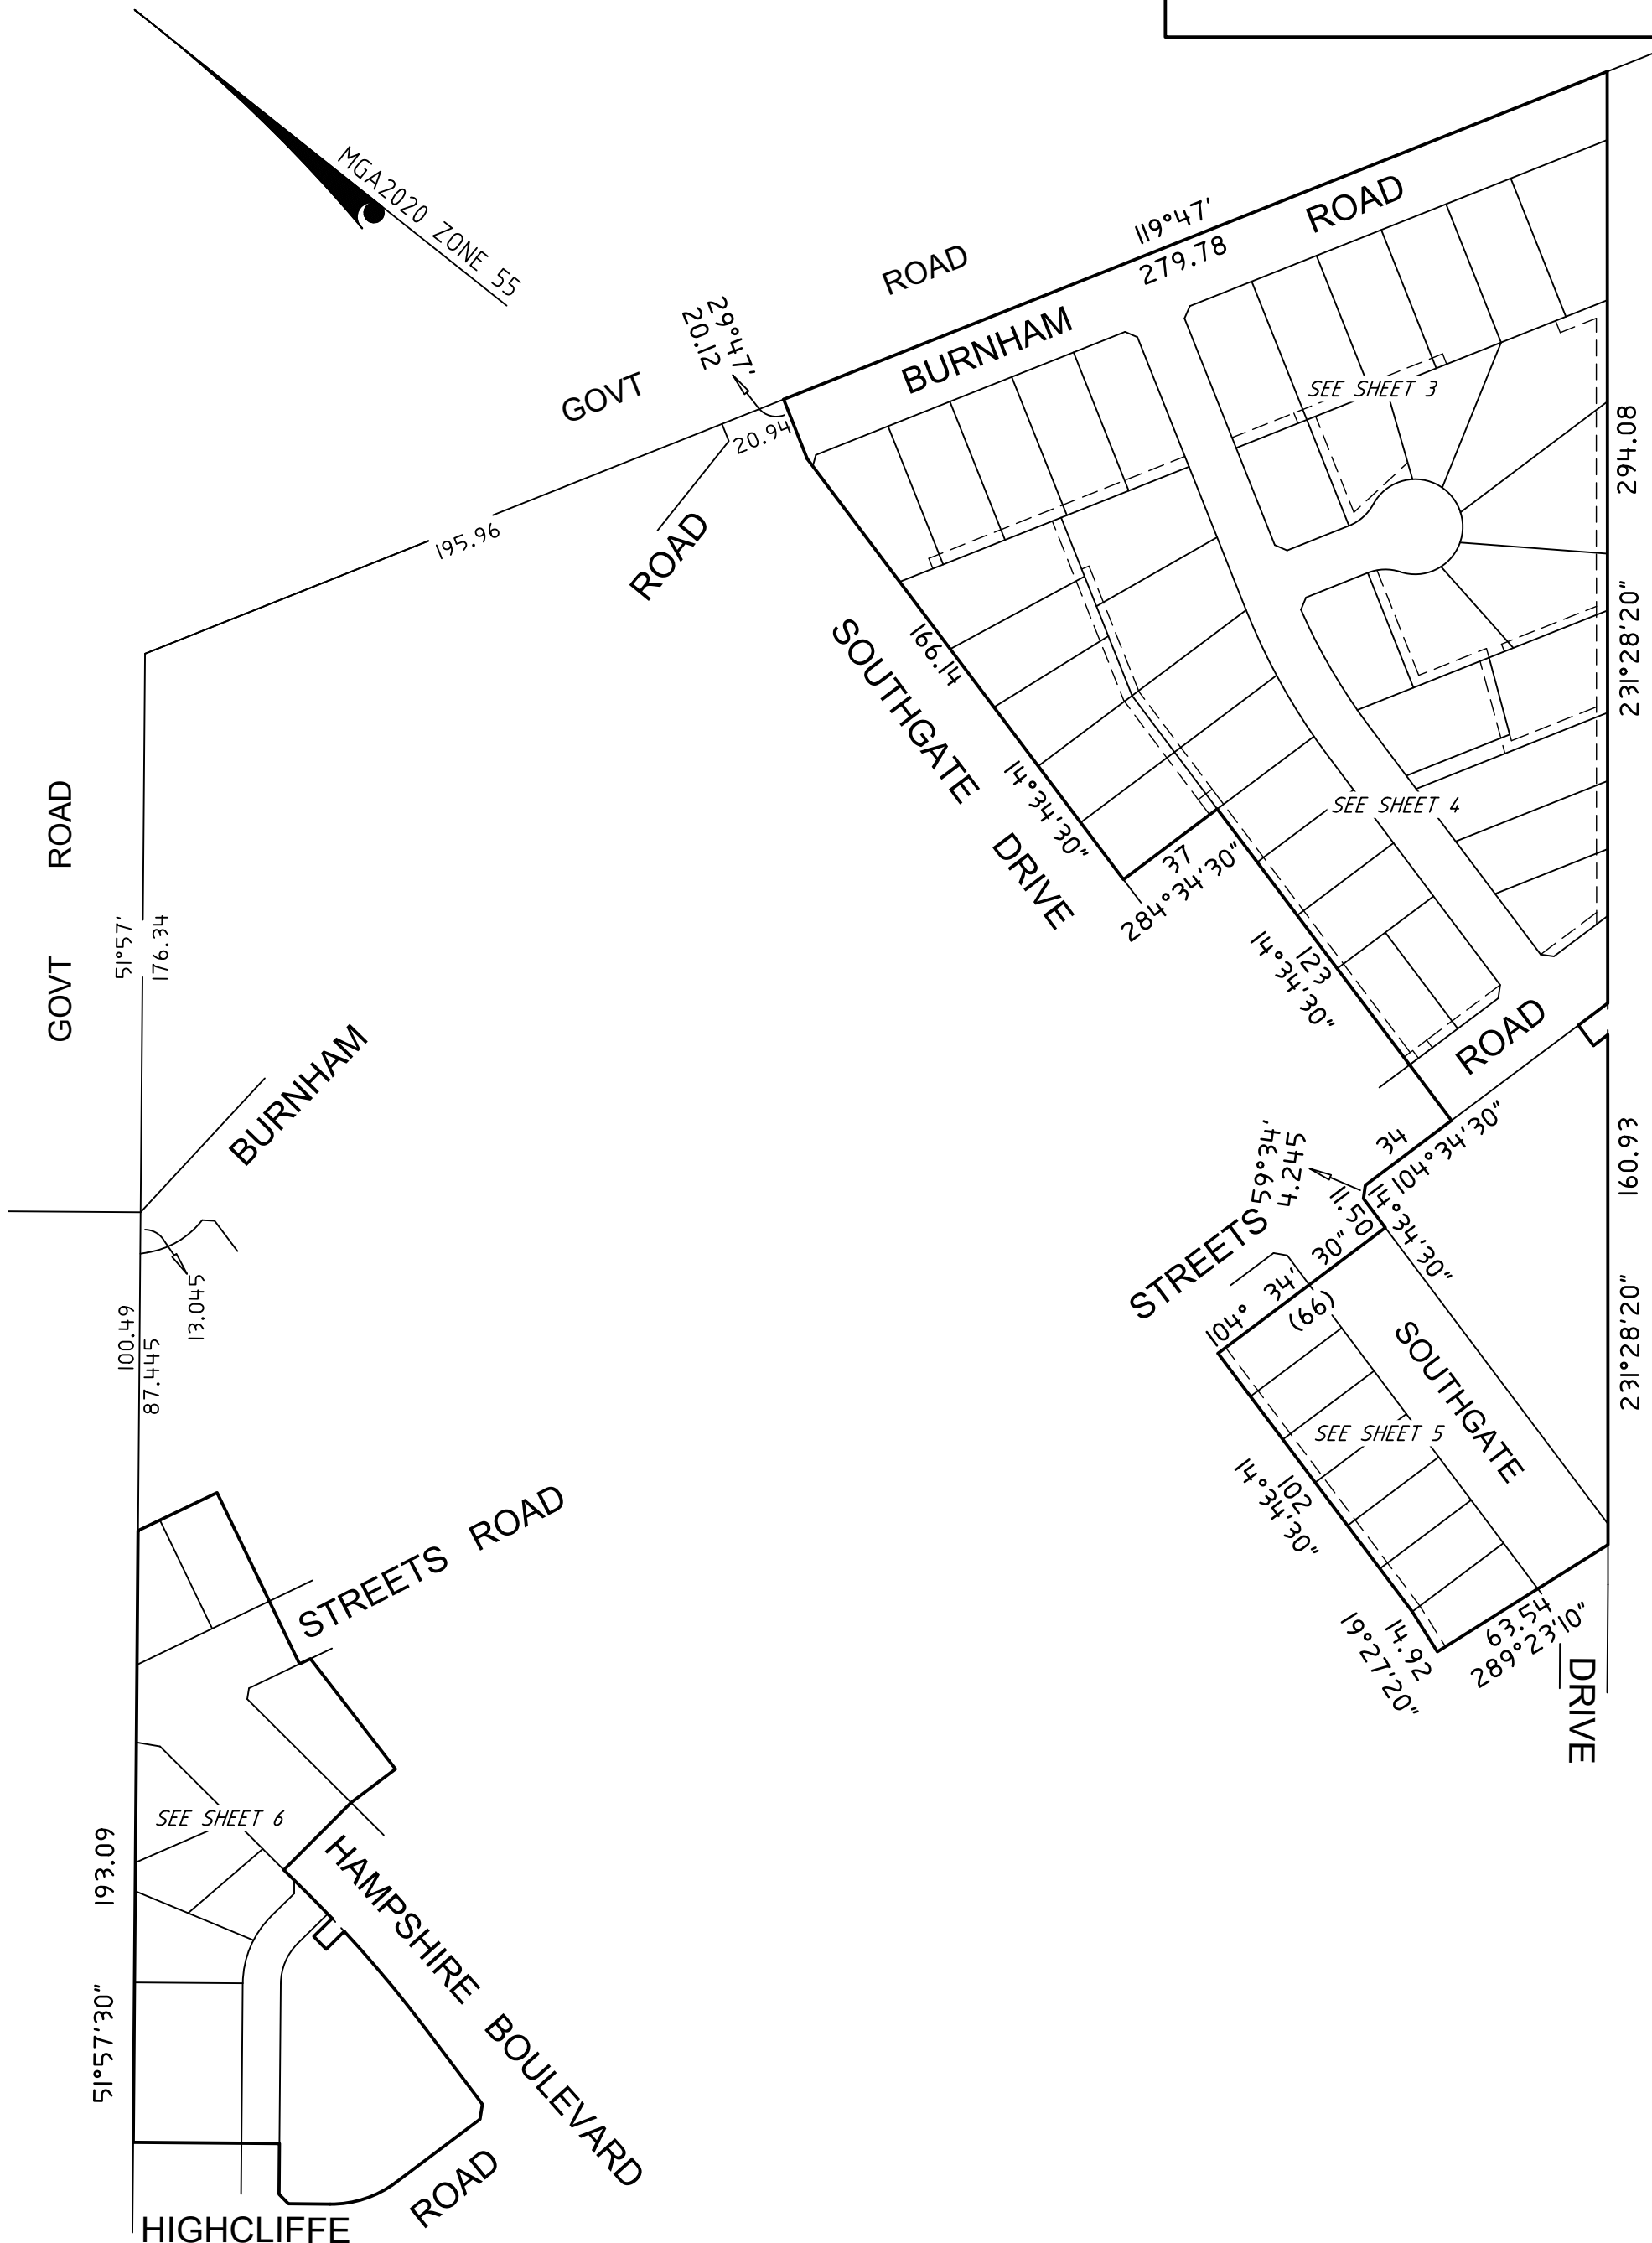 MGA2020 ZONE 55
119°47'
279.78
ROAD
ROAD
BURNHAM
29°47'
20.12
GOVT
20.94
195.96
ROAD
SEE SHEET 3
294.08
231°28'20"
SOUTHGATE DRIVE
166.14
14°34'30"
37
284°34'30"
SEE SHEET 4
123
14°34'30"
ROAD
GOVT ROAD
51°57'
176.34
BURNHAM
13.045
100.49
87.445
34
104°34'30"
59°34'
4.245
11.50
14°34'30"
STREETS
104° 34' 30"
(66)
160.93
231°28'20"
SOUTHGATE
SEE SHEET 5
102
14°34'30"
14.92
19°27'20"
63.54
289°23'10"
DRIVE
STREETS ROAD
SEE SHEET 6
193.09
51°57'30"
HAMPSHIRE BOULEVARD
ROAD
HIGHCLIFFE